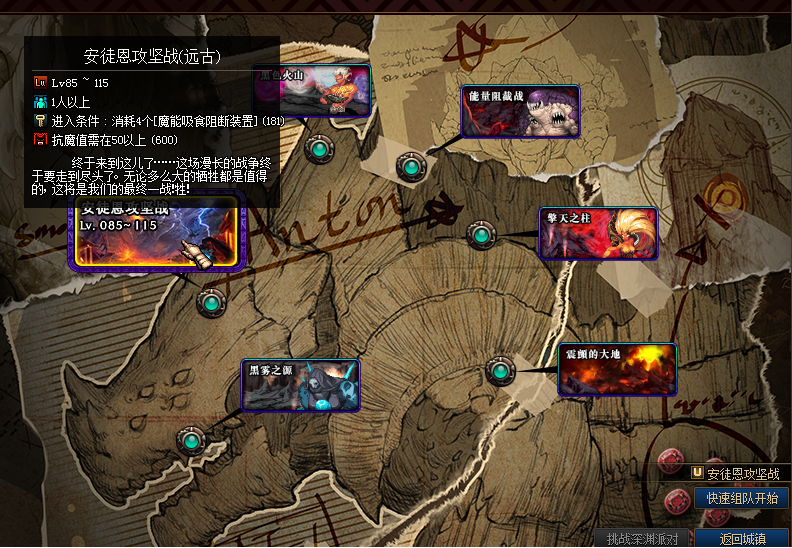 安徒恩攻坚战(远古)
Lv Lv85 ~ 115
1人以上
进入条件：消耗4个[魔能吸食阻断装置] (181)
抗魔值需在50以上 (600)
终于来到这儿了……这场漫长的战争终
于要走到尽头了。无论多么大的牺牲都是值得
的, 这将是我们的最终一战!牲!
黑色火山
能量阻截战
安徒恩攻坚战
Lv. 085~115
Anton
擎天之柱
震颤的大地
黑雾之源
U 安徒恩攻坚战
快速组队开始
挑战深渊派对
返回城镇